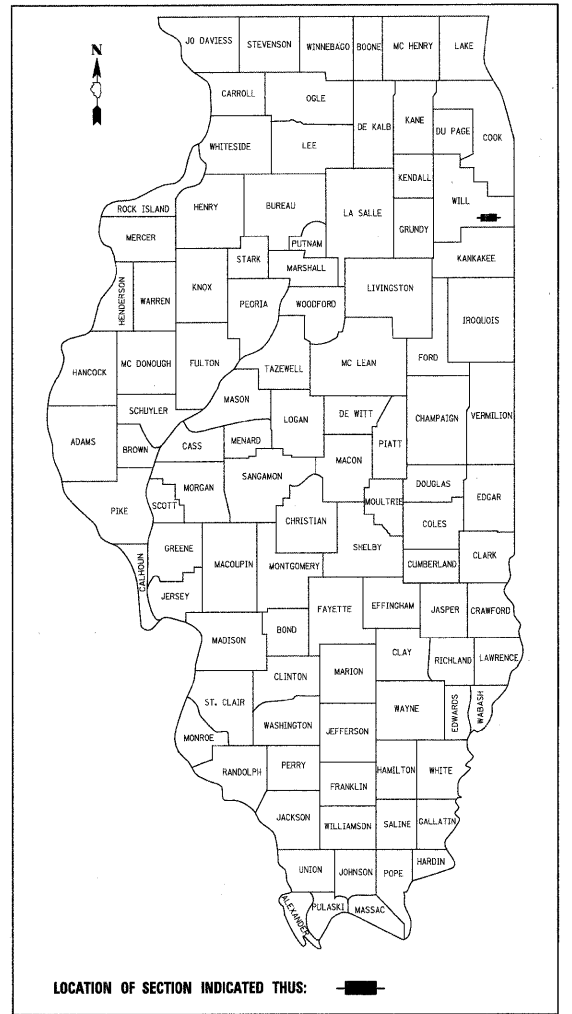 JO DAVIESS STEVENSON WINNEBAGO BOONE MC HENRY LAKE
N
CARROLL OGLE DE KALB KANE DU PAGE COOK
WHITESIDE LEE
KENDALL
WILL
ROCK ISLAND HENRY BUREAU LA SALLE GRUNDY
MERCER PUTNAM
STARK MARSHALL KANKAKEE
HENDERSON WARREN KNOX PEORIA WOODFORD LIVINGSTON
IROQUOIS
HANCOCK MC DONOUGH FULTON TAZEWELL MC LEAN FORD
MASON
SCHUYLER LOGAN DE WITT CHAMPAIGN VERMILION
ADAMS BROWN CASS MENARD PIATT
MACON
MORGAN SANGAMON
SCOTT DOUGLAS EDGAR
PIKE CHRISTIAN MOULTRIE
COLES
GREENE SHELBY
CALHOUN MACOUPIN MONTGOMERY CUMBERLAND CLARK
JERSEY FAYETTE EFFINGHAM JASPER CRAWFORD
MADISON BOND
CLAY RICHLAND LAWRENCE
CLINTON MARION
ST. CLAIR WAYNE EDWARDS WABASH
WASHINGTON JEFFERSON
MONROE
PERRY HAMILTON WHITE
RANDOLPH FRANKLIN
JACKSON WILLIAMSON SALINE GALLATIN
UNION JOHNSON POPE HARDIN
ALEXANDER PULASKI MASSAC
LOCATION OF SECTION INDICATED THUS: